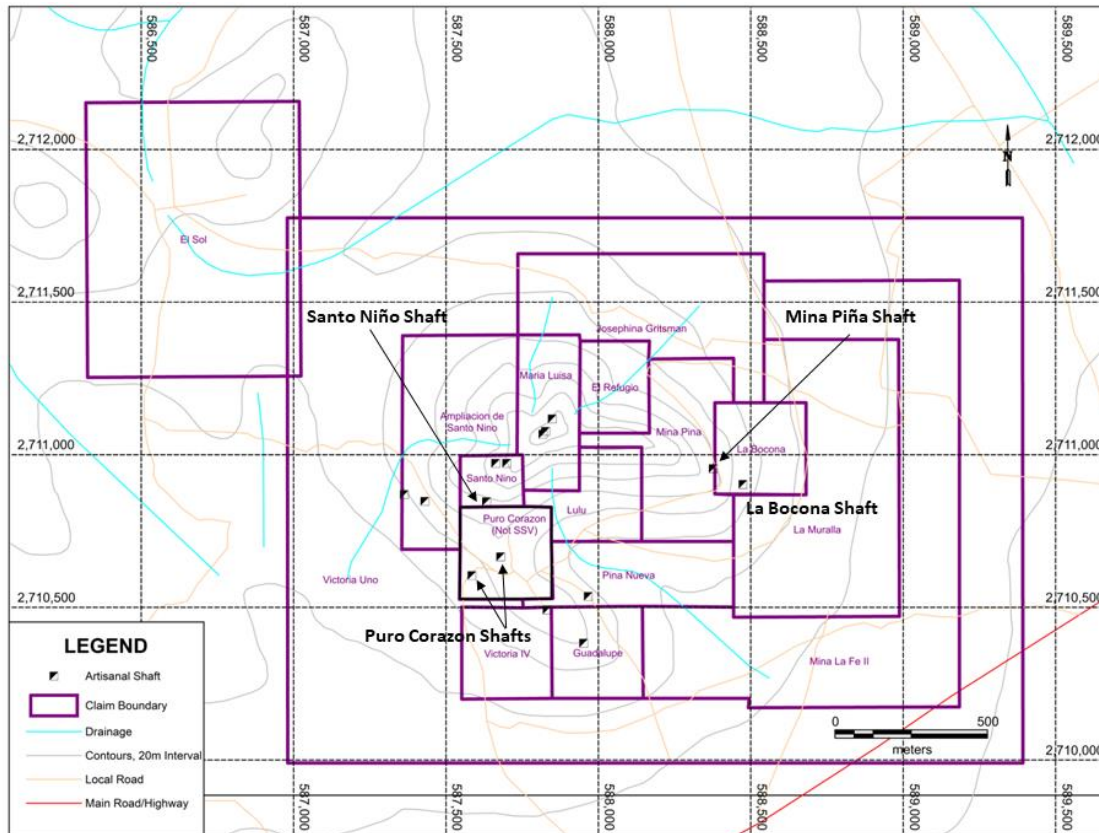 589,500
587,000
587,500
588,000
588,500
589,000
589,500
2,712,000
2,712,000
N
El Sol
2,711,500
2,711,500
Santo Niño Shaft
Mina Piña Shaft
Josephina Gritsman
Maria Luisa
El Refugio
Ampliacion de
Santo Nino
Mina Pina
2,711,000
2,711,000
La Bocona
Santo Nino
La Bocona Shaft
Puro Corazon
(Not SSV)
Lulu
La Muralla
Victoria Uno
Pina Nueva
2,710,500
2,710,500
Puro Corazon Shafts
Victoria IV
Guadalupe
Mina La Fe II
LEGEND
Artisanal Shaft
Claim Boundary
Drainage
Contours, 20m Interval
Local Road
Main Road/Highway
0
500
meters
2,710,000
2,710,000
587,000
587,500
588,000
588,500
589,000
589,500